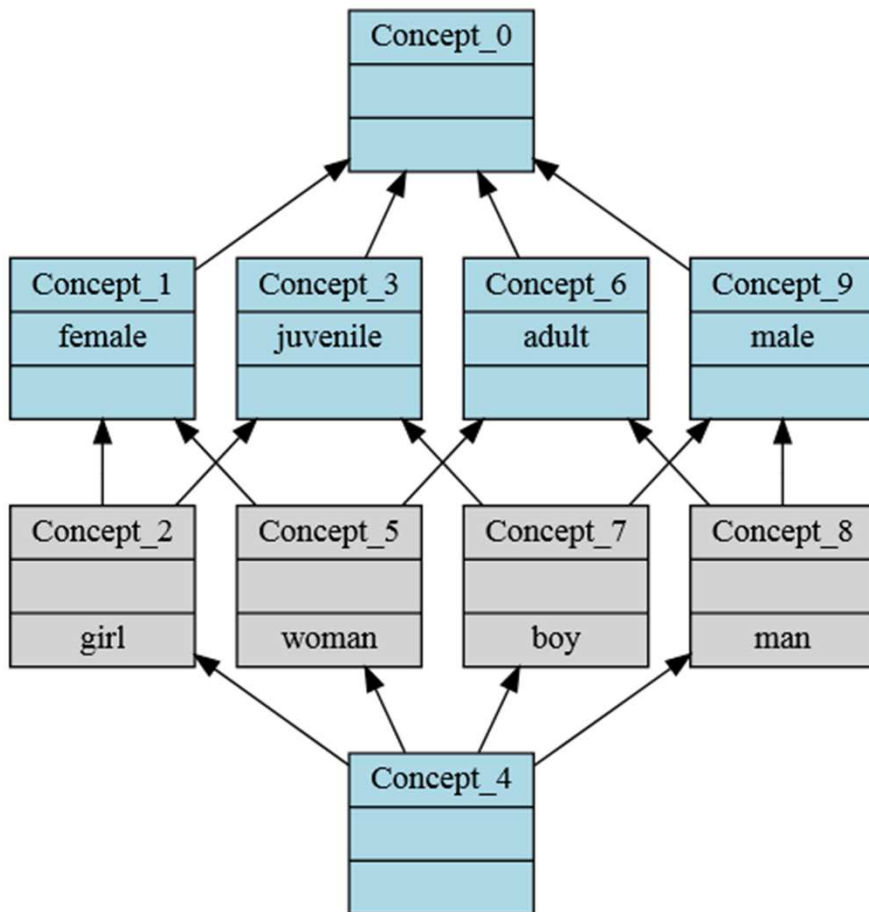 Concept_0
Concept_1
female
Concept_3
juvenile
Concept_6
adult
Concept_9
male
Concept_2
girl
Concept_5
woman
Concept_7
boy
Concept_8
man
Concept_4